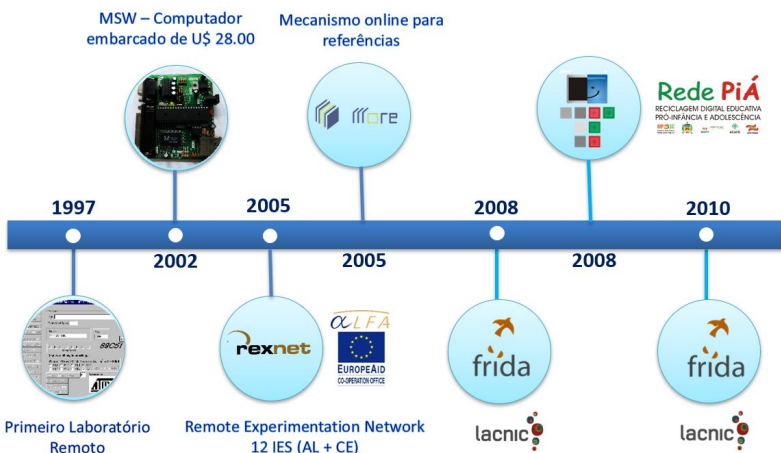 MSW – Computador
embarcado de U$ 28.00
Mecanismo online para
referências
more
Rede PiÁ
RECICLAGEM DIGITAL EDUCATIVA
PRÓ-INFÂNCIA E ADOLESCÊNCIA
1997
2005
2008
2010
2002
2005
2008
rexnet
αLFA
EUROPEAID
CO-OPERATION OFFICE
frida
frida
Primeiro Laboratório
Remoto
Remote Experimentation Network
12 IES (AL + CE)
lacnic
lacnic